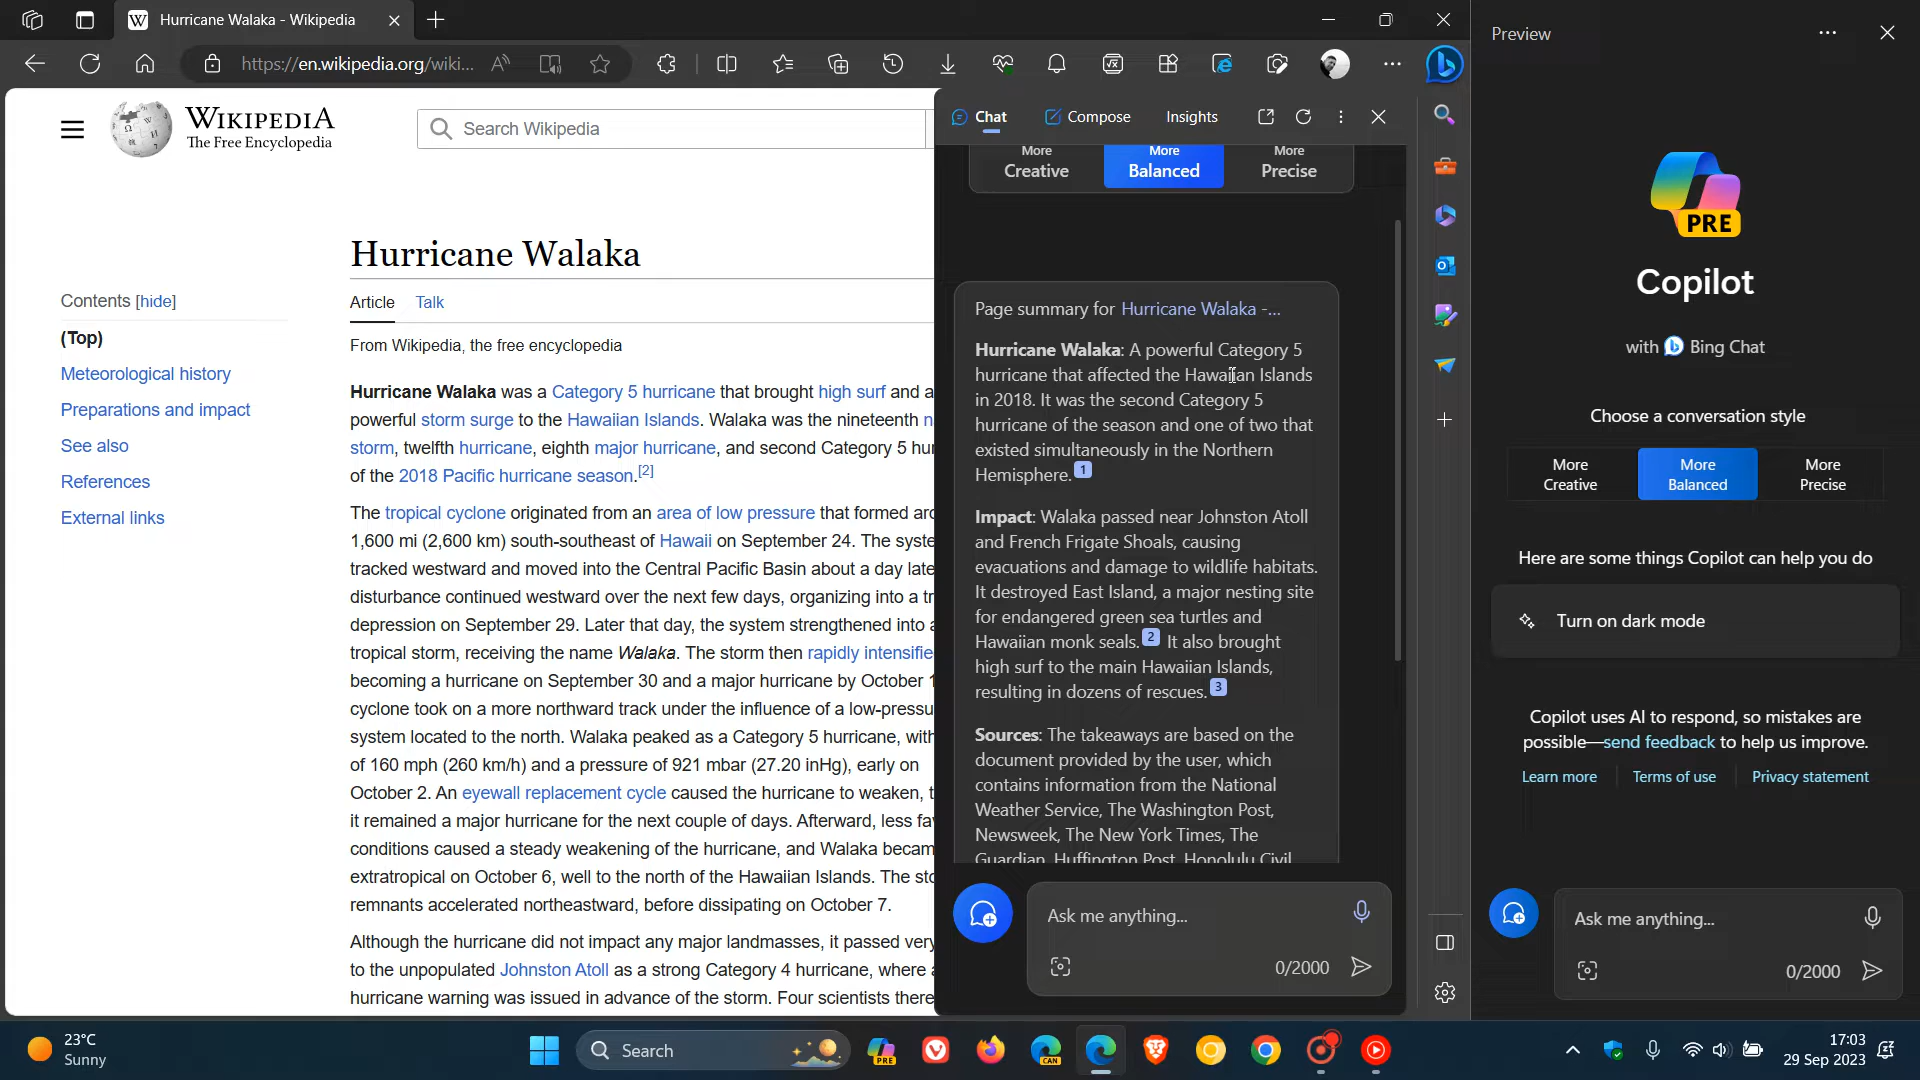 Hurricane Walaka - Wikipedia
https://en.wikipedia.org/wiki...
WIKIPEDIA
The Free Encyclopedia
Search Wikipedia
Contents [hide]
(Top)
Meteorological history
Preparations and impact
See also
References
External links
Hurricane Walaka
Article Talk
From Wikipedia, the free encyclopedia
Hurricane Walaka was a Category 5 hurricane that brought high surf and a
powerful storm surge to the Hawaiian Islands. Walaka was the nineteenth n
storm, twelfth hurricane, eighth major hurricane, and second Category 5 hur
of the 2018 Pacific hurricane season.[2]
The tropical cyclone originated from an area of low pressure that formed arc
1,600 mi (2,600 km) south-southeast of Hawaii on September 24. The syste
tracked westward and moved into the Central Pacific Basin about a day late
disturbance continued westward over the next few days, organizing into a tr
depression on September 29. Later that day, the system strengthened into a
tropical storm, receiving the name Walaka. The storm then rapidly intensifie
becoming a hurricane on September 30 and a major hurricane by October 1
cyclone took on a more northward track under the influence of a low-pressu
system located to the north. Walaka peaked as a Category 5 hurricane, with
of 160 mph (260 km/h) and a pressure of 921 mbar (27.20 inHg), early on
October 2. An eyewall replacement cycle caused the hurricane to weaken, t
it remained a major hurricane for the next couple of days. Afterward, less fav
conditions caused a steady weakening of the hurricane, and Walaka becam
extratropical on October 6, well to the north of the Hawaiian Islands. The sto
remnants accelerated northeastward, before dissipating on October 7.
Although the hurricane did not impact any major landmasses, it passed very
to the unpopulated Johnston Atoll as a strong Category 4 hurricane, where a
hurricane warning was issued in advance of the storm. Four scientists there
Chat Compose Insights
More Creative
More Balanced
More Precise
Page summary for Hurricane Walaka -...
Hurricane Walaka: A powerful Category 5
hurricane that affected the Hawaiian Islands
in 2018. It was the second Category 5
hurricane of the season and one of two that
existed simultaneously in the Northern
Hemisphere. 1
Impact: Walaka passed near Johnston Atoll
and French Frigate Shoals, causing
evacuations and damage to wildlife habitats.
It destroyed East Island, a major nesting site
for endangered green sea turtles and
Hawaiian monk seals. 2 It also brought
high surf to the main Hawaiian Islands,
resulting in dozens of rescues. 3
Sources: The takeaways are based on the
document provided by the user, which
contains information from the National
Weather Service, The Washington Post,
Newsweek, The New York Times, The
Guardian, Huffington Post, Honolulu Civil
Ask me anything...
0/2000
Preview
PRE
Copilot
with Bing Chat
Choose a conversation style
More Creative
More Balanced
More Precise
Here are some things Copilot can help you do
Turn on dark mode
Copilot uses AI to respond, so mistakes are
possible—send feedback to help us improve.
Learn more Terms of use Privacy statement
Ask me anything...
0/2000
23°C
Sunny
Search
PRE
CAN
17:03
29 Sep 2023